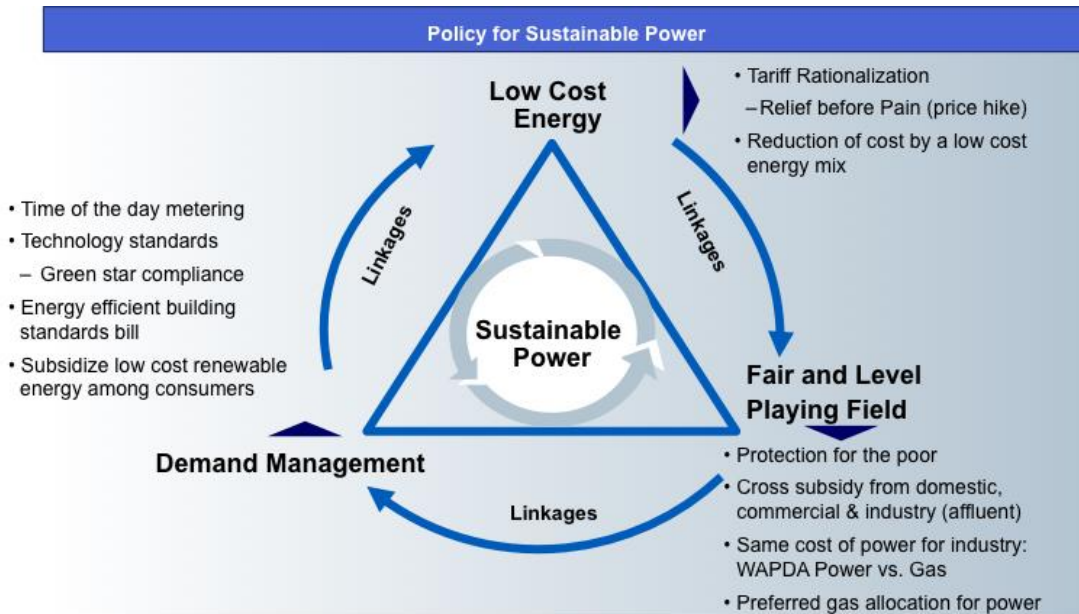 Policy for Sustainable Power
Low Cost
Energy
• Tariff Rationalization
– Relief before Pain (price hike)
• Reduction of cost by a low cost
energy mix
Linkages
Linkages
• Time of the day metering
• Technology standards
– Green star compliance
• Energy efficient building
standards bill
• Subsidize low cost renewable
energy among consumers
Sustainable
Power
Fair and Level
Playing Field
Demand Management
• Protection for the poor
• Cross subsidy from domestic,
commercial & industry (affluent)
• Same cost of power for industry:
WAPDA Power vs. Gas
• Preferred gas allocation for power
Linkages